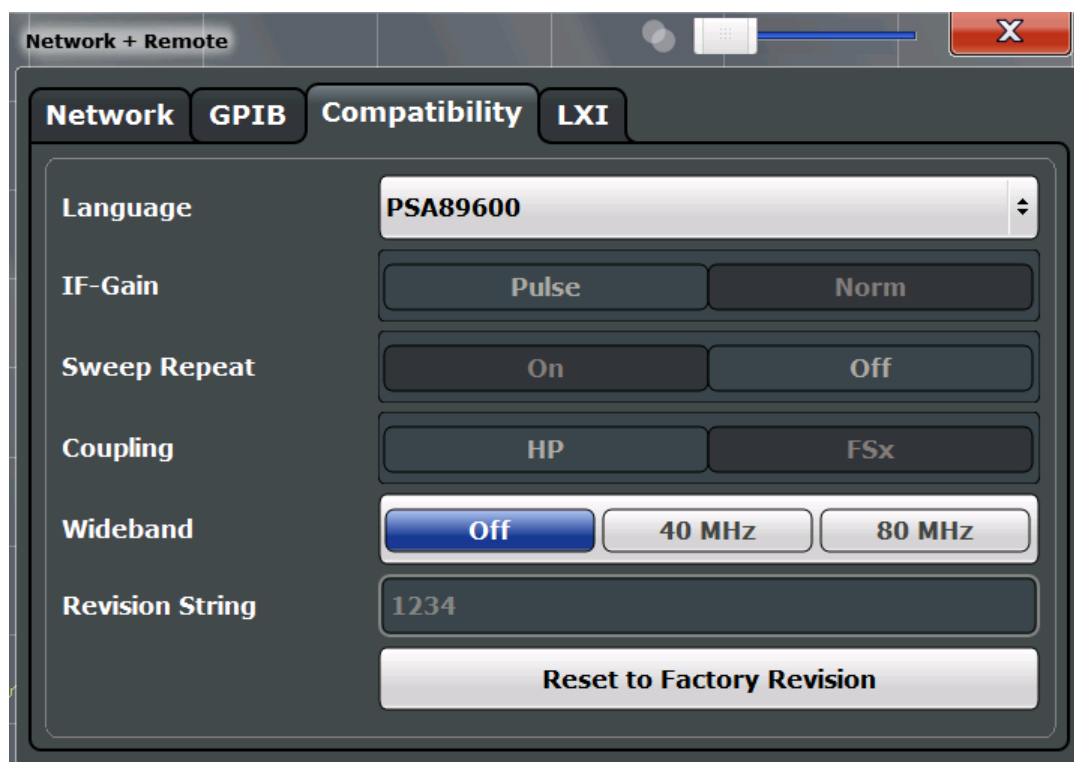 Network + Remote X
Network GPIB Compatibility LXI
Language PSA89600
IF-Gain Pulse Norm
Sweep Repeat On Off
Coupling HP FSx
Wideband Off 40 MHz 80 MHz
Revision String 1234
Reset to Factory Revision